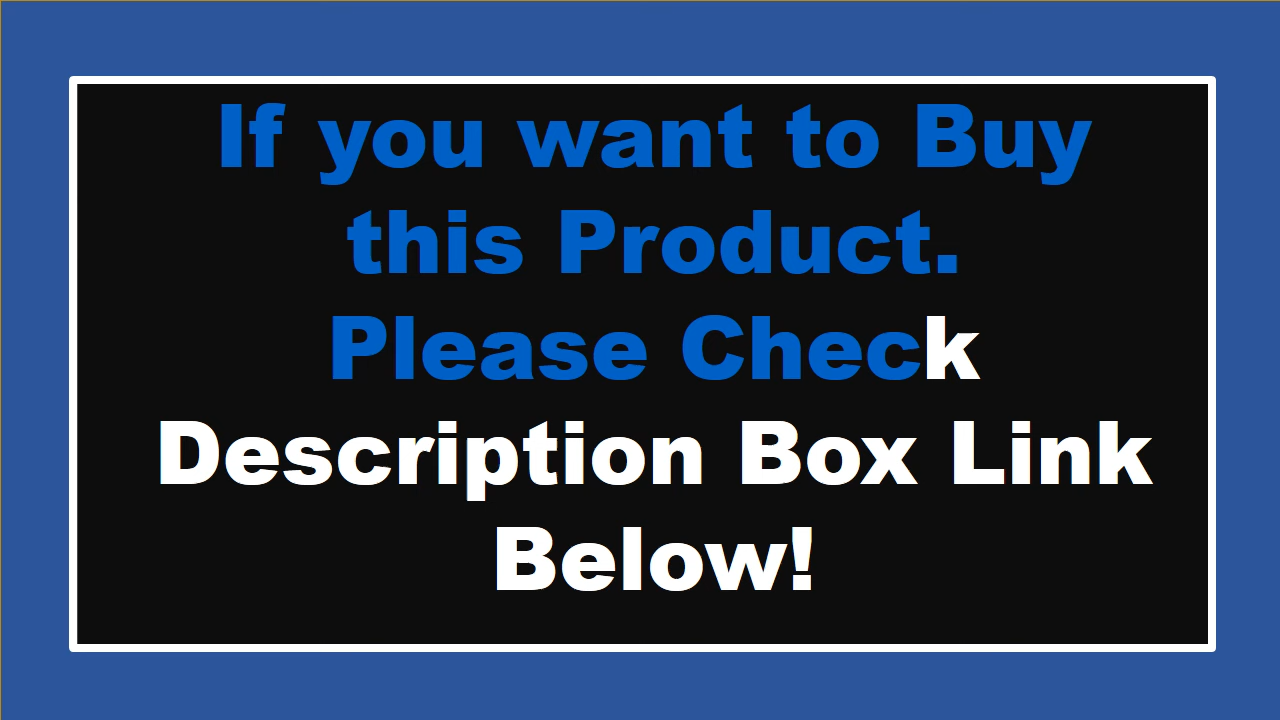 If you want to Buy
this Product.
Please Check
Description Box Link
Below!